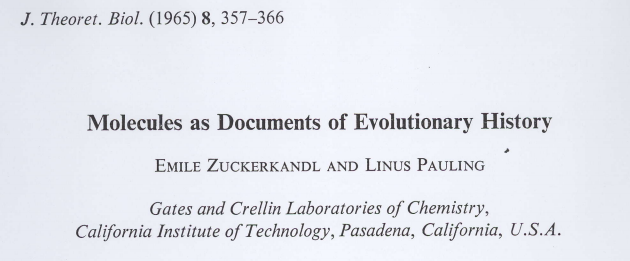 J. Theoret. Biol. (1965) 8, 357–366
Molecules as Documents of Evolutionary History
EMILE ZUCKERKANDL AND LINUS PAULING
Gates and Crellin Laboratories of Chemistry,
California Institute of Technology, Pasadena, California, U.S.A.